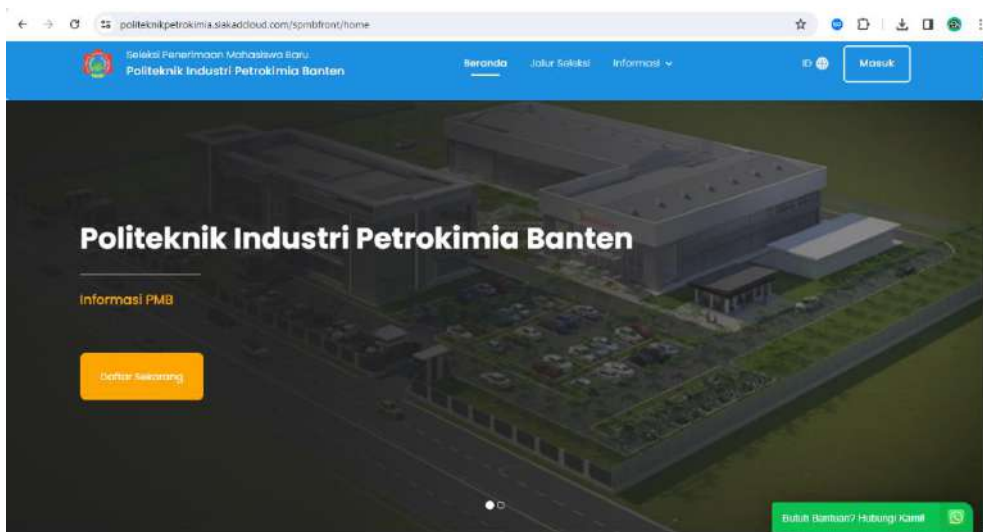 politeknikpetrokimia.siakadcloud.com/spmbfront/home
Seleksi Penerimaan Mahasiswa Baru
Politeknik Industri Petrokimia Banten
Beranda
Jalur Seleksi
Informasi
ID
Masuk
Politeknik Industri Petrokimia Banten
Informasi PMB
Daftar Sekarang
Butuh Bantuan? Hubungi Kami!